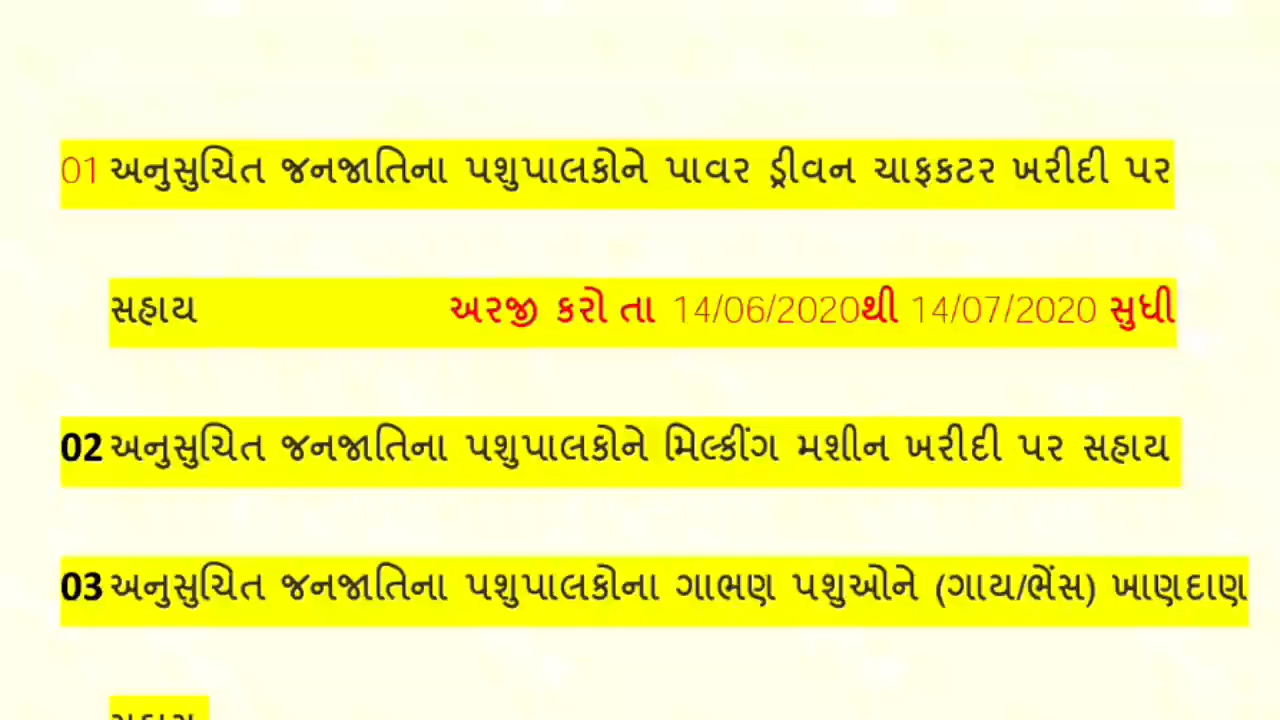 01 અનુસુચિત જનજાતિના પશુપાલકોને પાવર ડ્રીવન ચાફકટર ખરીદી પર
સહાય અરજી કરો તા 14/06/2020થી 14/07/2020 સુધી
02 અનુસુચિત જનજાતિના પશુપાલકોને મિલ્કીંગ મશીન ખરીદી પર સહાય
03 અનુસુચિત જનજાતિના પશુપાલકોના ગાભણ પશુઓને (ગાય/ભેંસ) ખાણદાણ